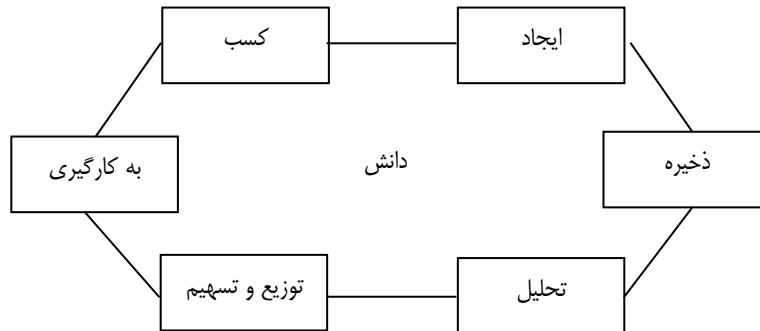 ایجاد
کسب
ذخیره
دانش
به کارگیری
تحلیل
توزیع و تسهیم